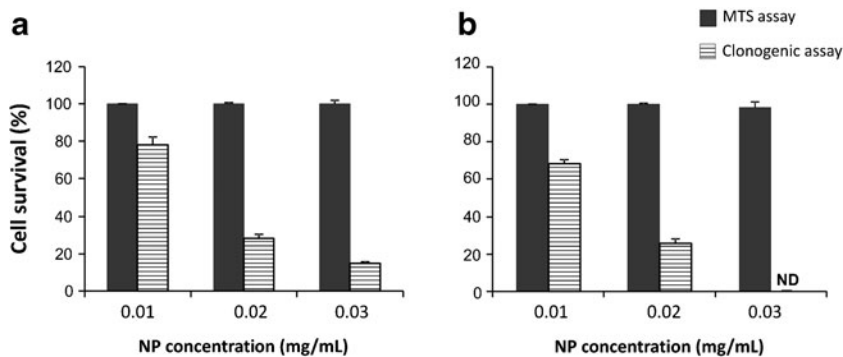 a
b
MTS assay
Clonogenic assay
Cell survival (%)
120
100
80
60
40
20
0
0.01 0.02 0.03
NP concentration (mg/mL)
120
100
80
60
40
20
0
ND
0.01 0.02 0.03
NP concentration (mg/mL)